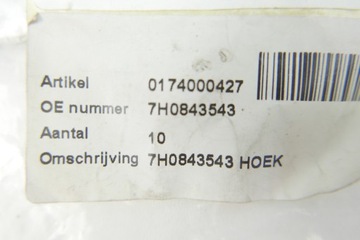 Artikel 0174000427
OE nummer 7H0843543
Aantal 10
Omschrijving 7H0843543 HOEK